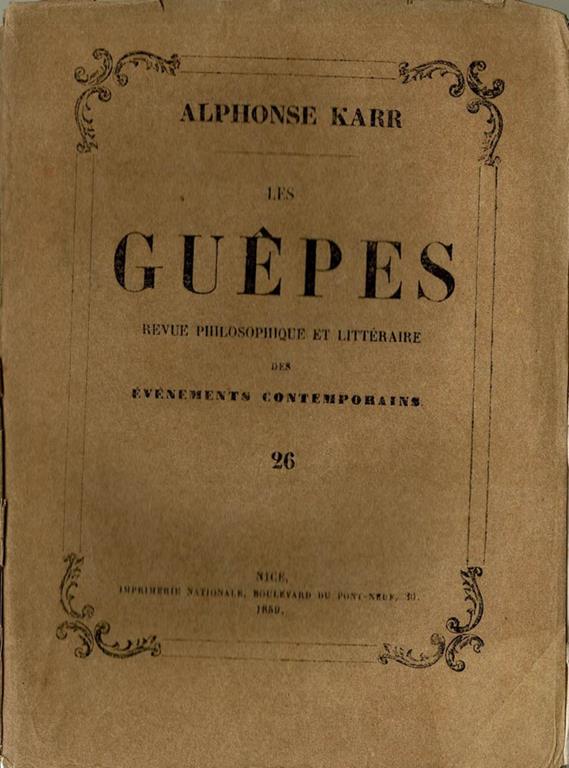 ALPHONSE KARR
LES
GUÊPES
REVUE PHILOSOPHIQUE ET LITTÉRAIRE
DES
ÉVÉNEMENTS CONTEMPORAINS
26
NICE,
IMPRIMERIE NATIONALE, BOULEVARD DU PONT-NEUF,
1859.